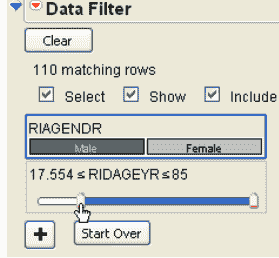 Data Filter
Clear
110 matching rows
Select Show Include
RIAGENDR
Male Female
17.554 ≤ RIDAGEYR ≤ 85
+ Start Over